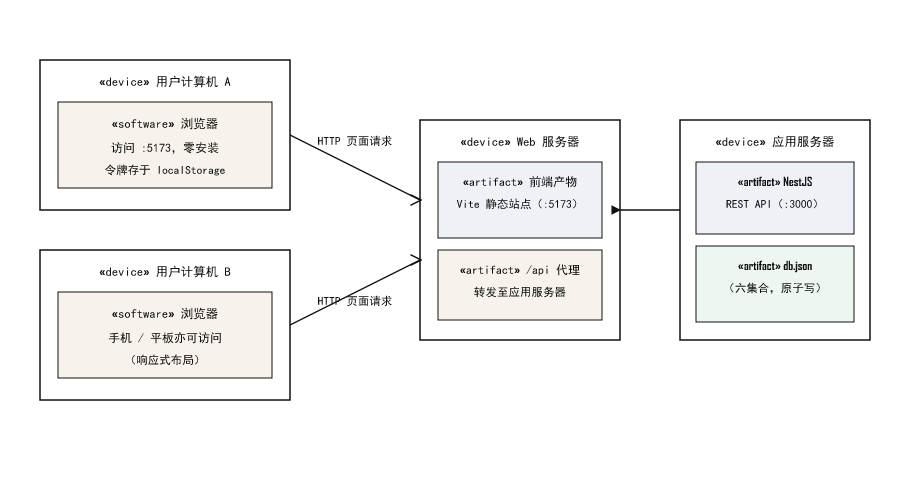 «device» 用户计算机 A
«software» 浏览器
访问 :5173，零安装
令牌存于 localStorage
HTTP 页面请求
«device» 用户计算机 B
«software» 浏览器
手机 / 平板亦可访问
（响应式布局）
HTTP 页面请求
«device» Web 服务器
«artifact» 前端产物
Vite 静态站点（:5173）
«artifact» /api 代理
转发至应用服务器
«device» 应用服务器
«artifact» NestJS
REST API（:3000）
«artifact» db.json
（六集合，原子写）